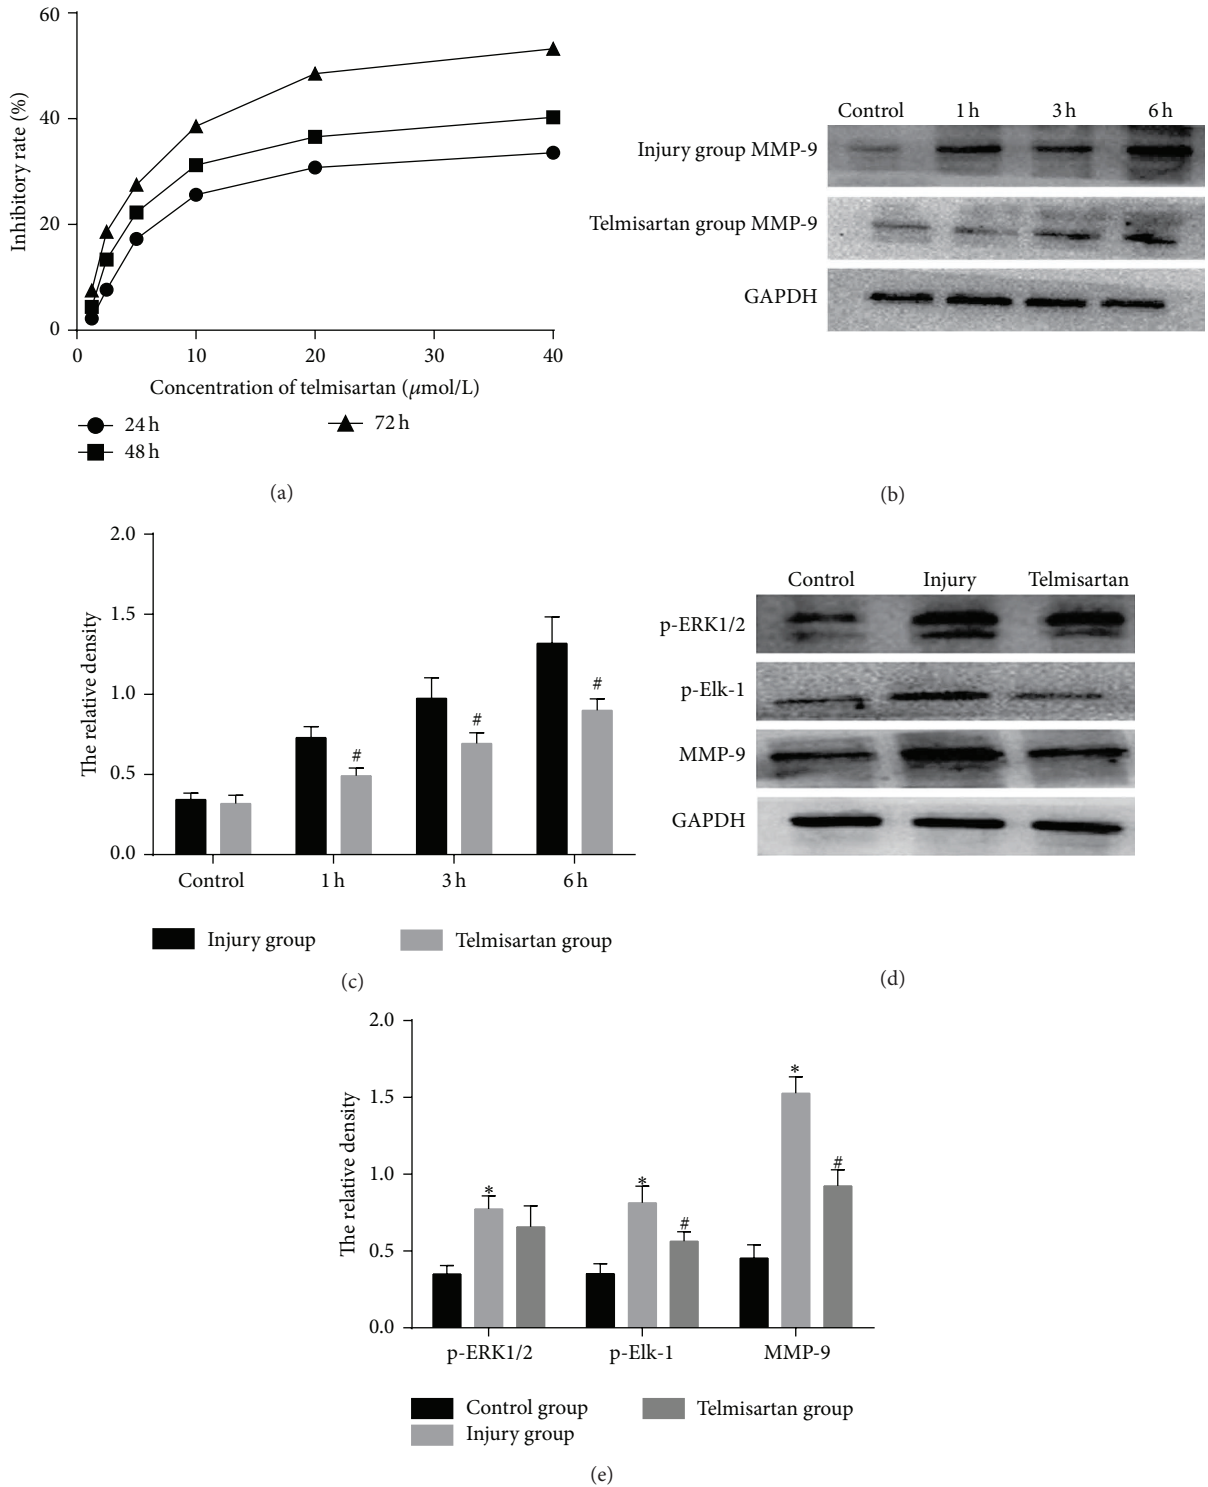 60
40
20
0
Inhibitory rate (%)
0 10 20 30 40
Concentration of telmisartan (μmol/L)
24 h
72 h
48 h
(a)
Control 1 h 3 h 6 h
Injury group MMP-9
Telmisartan group MMP-9
GAPDH
(b)
2.0
1.5
1.0
0.5
0.0
The relative density
# # #
Control 1 h 3 h 6 h
Injury group Telmisartan group
(c)
Control Injury Telmisartan
p-ERK1/2
p-Elk-1
MMP-9
GAPDH
(d)
2.0
1.5
1.0
0.5
0.0
The relative density
* * # * #
p-ERK1/2 p-Elk-1 MMP-9
Control group Telmisartan group
Injury group
(e)